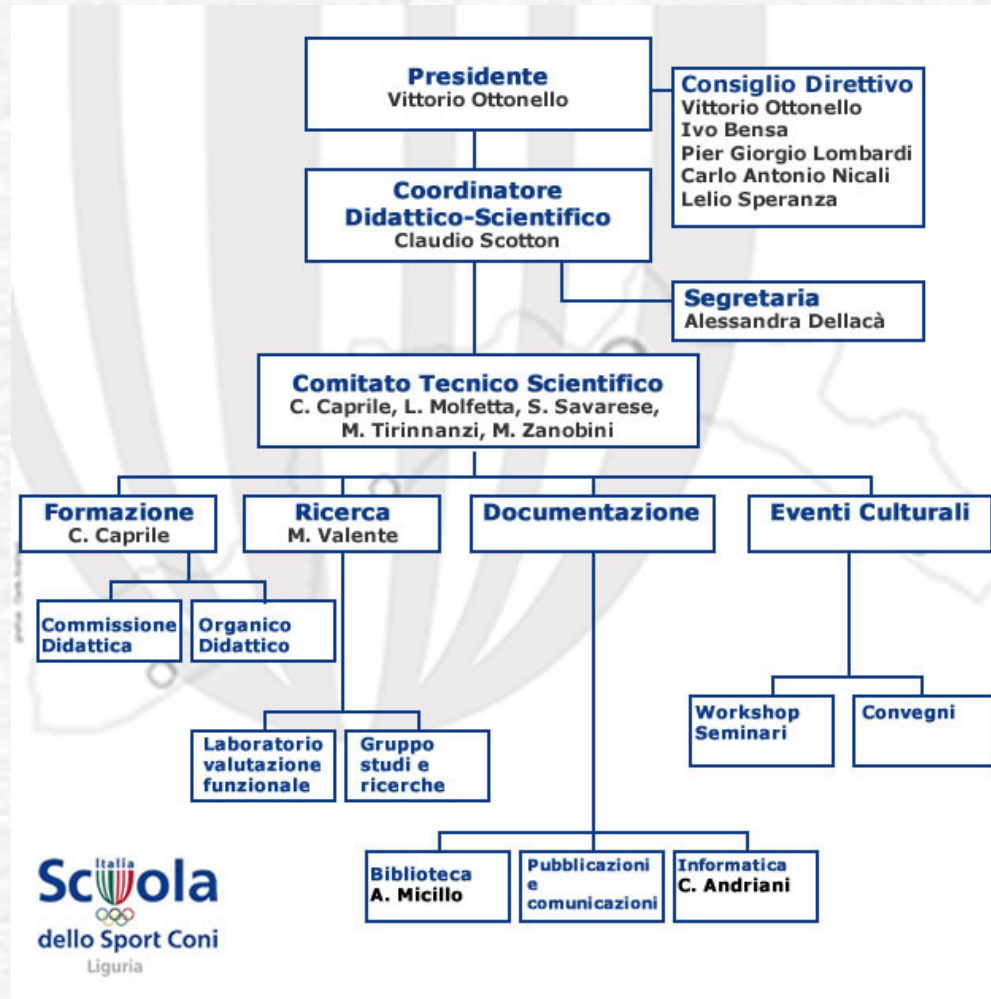 Presidente
Vittorio Ottonello
Consiglio Direttivo
Vittorio Ottonello
Ivo Bensa
Pier Giorgio Lombardi
Carlo Antonio Nicali
Lelio Speranza
Coordinatore
Didattico-Scientifico
Claudio Scotton
Segretaria
Alessandra Dellacà
Comitato Tecnico Scientifico
C. Caprile, L. Molfetta, S. Savarese,
M. Tirinnanzi, M. Zanobini
Formazione
C. Caprile
Ricerca
M. Valente
Documentazione
Eventi Culturali
Commissione
Didattica
Organico
Didattico
Workshop
Seminari
Convegni
Laboratorio
valutazione
funzionale
Gruppo
studi e
ricerche
Biblioteca
A. Micillo
Pubblicazioni
e
comunicazioni
Informatica
C. Andriani
Italia
Scuola
dello Sport Coni
Liguria